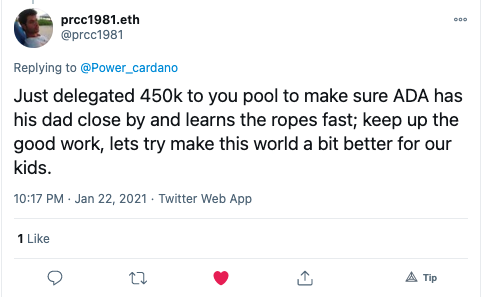 prcc1981.eth
@prcc1981
Replying to @Power_cardano
Just delegated 450k to you pool to make sure ADA has
his dad close by and learns the ropes fast; keep up the
good work, lets try make this world a bit better for our
kids.
10:17 PM · Jan 22, 2021 · Twitter Web App
1 Like
Tip